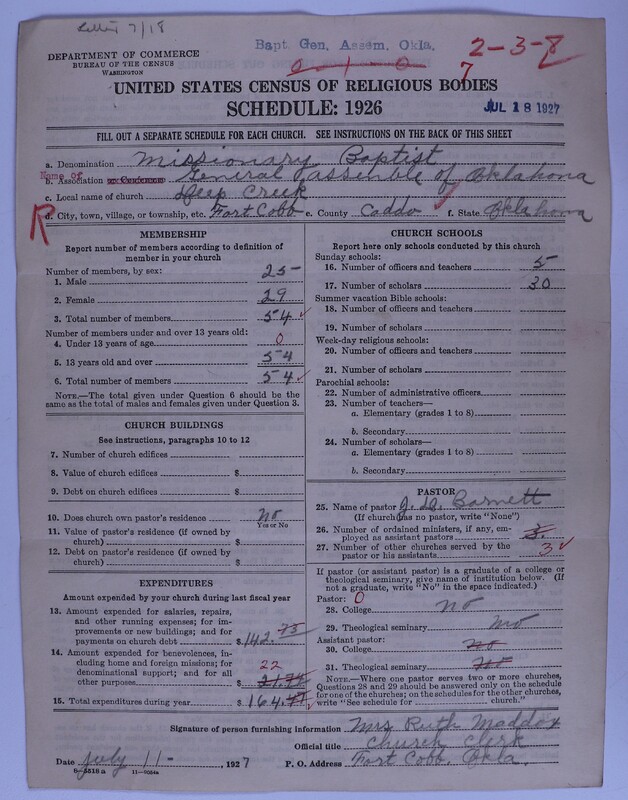 Letter 7/18
Bapt. Gen. Assem. Okla.
2-3-8
0 1 0
7
DEPARTMENT OF COMMERCE
BUREAU OF THE CENSUS
WASHINGTON
UNITED STATES CENSUS OF RELIGIOUS BODIES
SCHEDULE: 1926
JUL 18 1927
FILL OUT A SEPARATE SCHEDULE FOR EACH CHURCH. SEE INSTRUCTIONS ON THE BACK OF THIS SHEET
a. Denomination Missionary Baptist
Name of
b. Association or Conference General assemble of Oklahoma
c. Local name of church Deep Creek
R
d. City, town, village, or township, etc. Fort Cobb e. County Caddo f. State Oklahoma
MEMBERSHIP
Report number of members according to definition of member in your church
Number of members, by sex:
1. Male 25
2. Female 29
3. Total number of members 54
Number of members under and over 13 years old:
4. Under 13 years of age 0
5. 13 years old and over 54
6. Total number of members 54
NOTE.—The total given under Question 6 should be the same as the total of males and females given under Question 3.
CHURCH BUILDINGS
See instructions, paragraphs 10 to 12
7. Number of church edifices
8. Value of church edifices $
9. Debt on church edifices $
10. Does church own pastor's residence No
Yes or No
11. Value of pastor's residence (if owned by church) $
12. Debt on pastor's residence (if owned by church) $
EXPENDITURES
Amount expended by your church during last fiscal year
13. Amount expended for salaries, repairs, and other running expenses; for improvements or new buildings; and for payments on church debt $142.73
14. Amount expended for benevolences, including home and foreign missions; for denominational support; and for all other purposes $ 22
15. Total expenditures during year $164.
CHURCH SCHOOLS
Report here only schools conducted by this church
Sunday schools:
16. Number of officers and teachers 5
17. Number of scholars 30
Summer vacation Bible schools:
18. Number of officers and teachers
19. Number of scholars
Week-day religious schools:
20. Number of officers and teachers
21. Number of scholars
Parochial schools:
22. Number of administrative officers
23. Number of teachers—
a. Elementary (grades 1 to 8)
b. Secondary
24. Number of scholars—
a. Elementary (grades 1 to 8)
b. Secondary
PASTOR
25. Name of pastor Barnett
(If church has no pastor, write "None")
26. Number of ordained ministers, if any, employed as assistant pastors 3
27. Number of other churches served by the pastor or his assistants 3
If pastor (or assistant pastor) is a graduate of a college or theological seminary, give name of institution below. (If not a graduate, write "No" in the space indicated.)
Pastor: 0
28. College no
29. Theological seminary no
Assistant pastor:
30. College no
31. Theological seminary no
NOTE.—Where one pastor serves two or more churches, Questions 28 and 29 should be answered only on the schedule for one of the churches; on the schedules for the other churches, write "See schedule for church."
Signature of person furnishing information Mrs Ruth Maddox
Official title Church Clerk
Date July 11- , 1927 P. O. Address Fort Cobb, Okla.
8-5518a 11-9054a